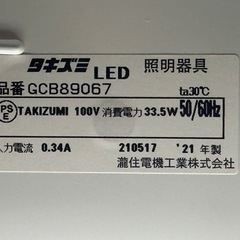 タキズミ LED 照明器具
品番 GCB89067 ta30℃
PS E TAKIZUMI 100V 消費電力 33.5W 50/60Hz
入力電流 0.34A 210517 '21 年製
瀧住電機工業株式会社